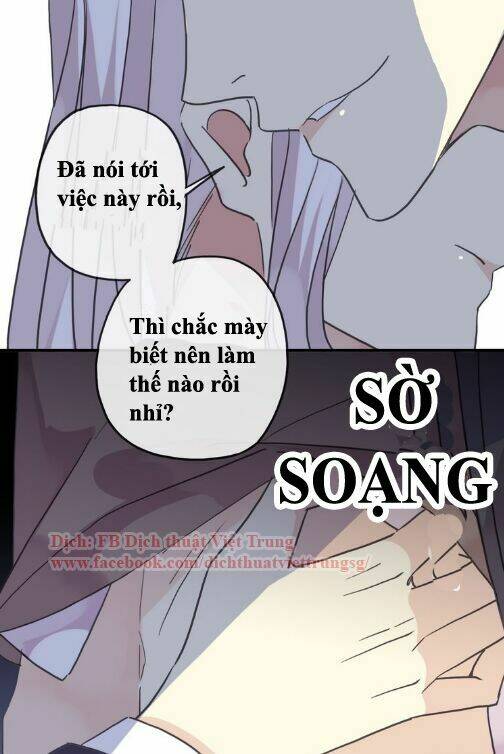 Đã nói tới
việc này rồi,
Thì chắc mày
biết nên làm
thế nào rồi
nhỉ?
SỜ
SOẠNG
Dịch: FB Dịch thuật Việt Trung
www.facebook.com/dichthuatviettrungsg/